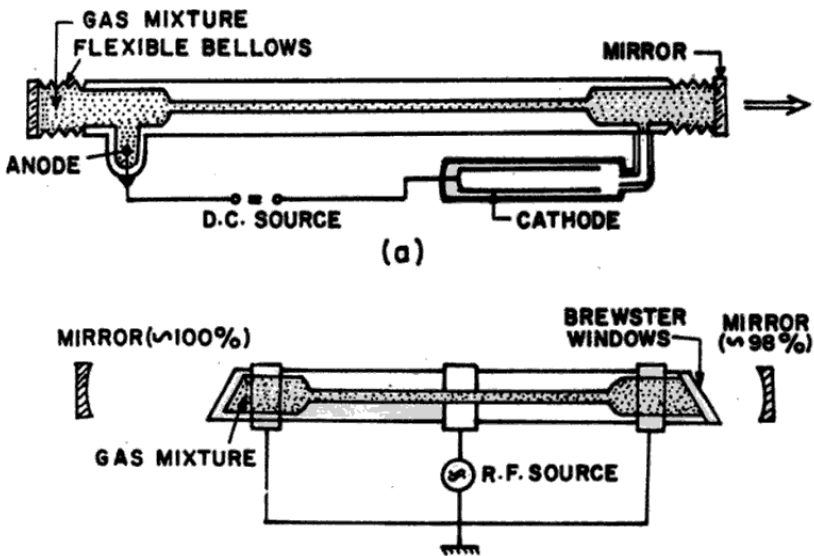 GAS MIXTURE
FLEXIBLE BELLOWS
MIRROR
ANODE
D.C. SOURCE
CATHODE
(a)
MIRROR (∽100%)
BREWSTER
WINDOWS
MIRROR
(∽98%)
GAS MIXTURE
R.F. SOURCE